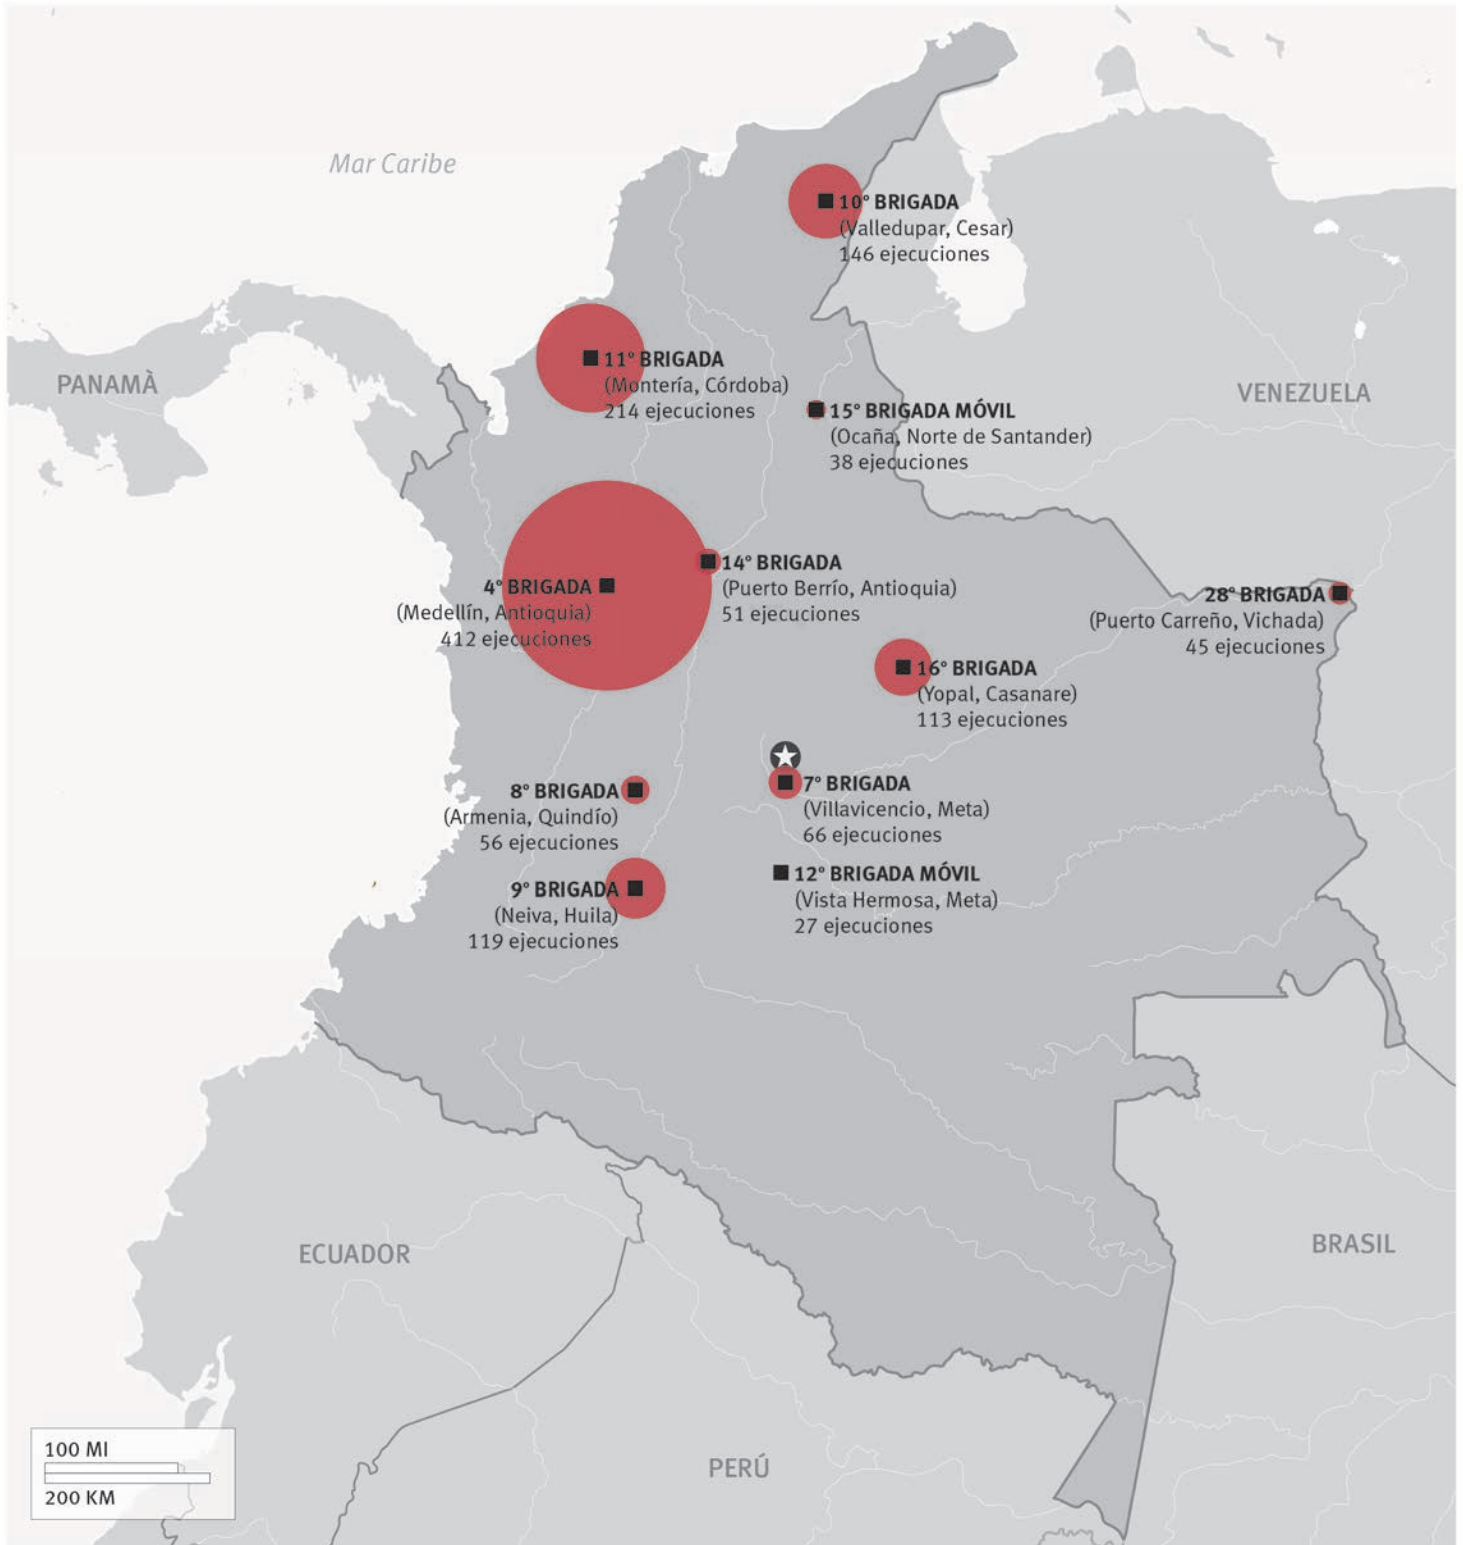 Mar Caribe
10° BRIGADA
(Valledupar, Cesar)
146 ejecuciones
11° BRIGADA
(Montería, Córdoba)
214 ejecuciones
PANAMÀ
VENEZUELA
15° BRIGADA MÓVIL
(Ocaña, Norte de Santander)
38 ejecuciones
14° BRIGADA
(Puerto Berrío, Antioquia)
51 ejecuciones
4° BRIGADA
(Medellín, Antioquia)
412 ejecuciones
28° BRIGADA
(Puerto Carreño, Vichada)
45 ejecuciones
16° BRIGADA
(Yopal, Casanare)
113 ejecuciones
8° BRIGADA
(Armenia, Quindío)
56 ejecuciones
7° BRIGADA
(Villavicencio, Meta)
66 ejecuciones
9° BRIGADA
(Neiva, Huila)
119 ejecuciones
12° BRIGADA MÓVIL
(Vista Hermosa, Meta)
27 ejecuciones
ECUADOR
BRASIL
PERÚ
100 MI
200 KM